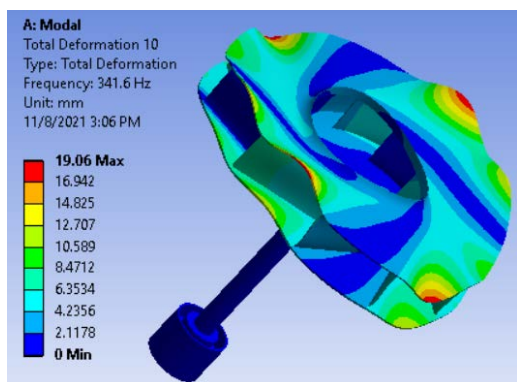 A: Modal
Total Deformation 10
Type: Total Deformation
Frequency: 341.6 Hz
Unit: mm
11/8/2021 3:06 PM
19.06 Max
16.942
14.825
12.707
10.589
8.4712
6.3534
4.2356
2.1178
0 Min